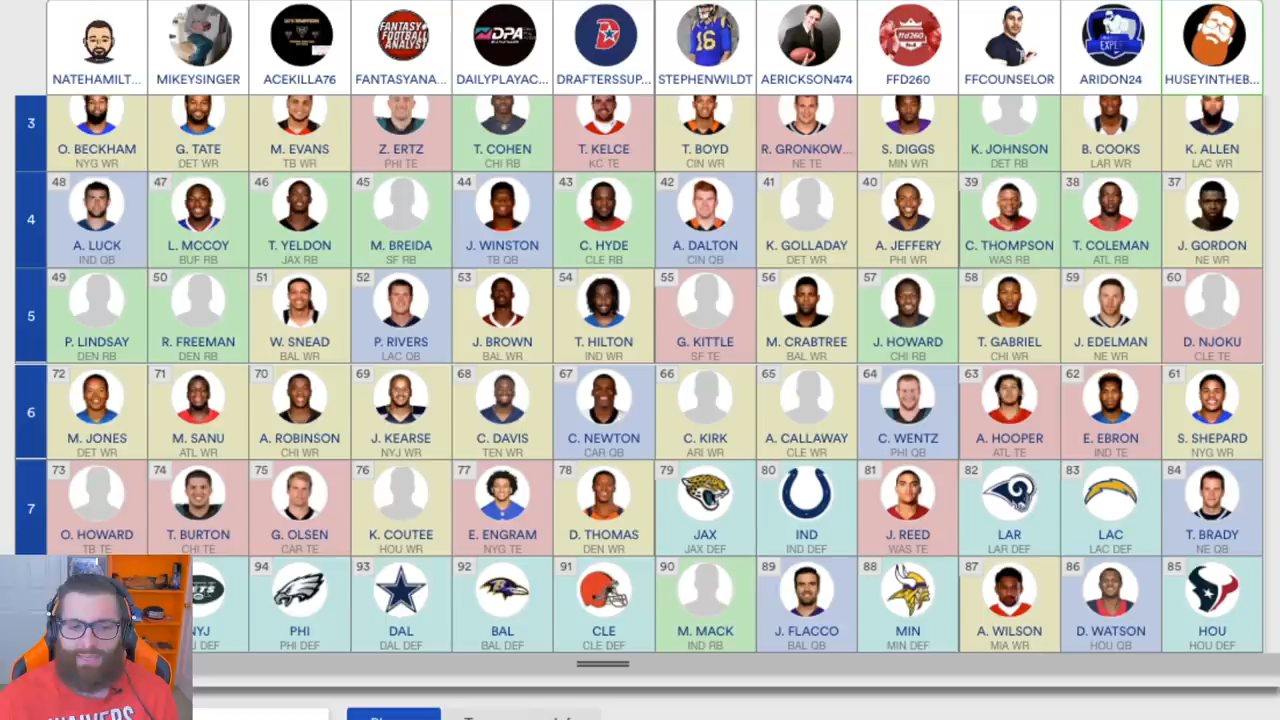 NATEHAMILT... MIKEYSINGER ACEKILLA76 FANTASYANA... DAILYPLAYAC... DRAFTERSSUP... STEPHENWILDT AERICKSON474 FFD260 FFCOUNSELOR ARIDON24 HUSEYINTHEB...
3
O. BECKHAM G. TATE M. EVANS Z. ERTZ T. COHEN T. KELCE T. BOYD R. GRONKOW... S. DIGGS K. JOHNSON B. COOKS K. ALLEN
NYG WR DET WR TB WR PHI TE CHI RB KC TE CIN WR NE TE MIN WR DET RB LAR WR LAC WR
48 47 46 45 44 43 42 41 40 39 38 37
4
A. LUCK L. MCCOY T. YELDON M. BREIDA J. WINSTON C. HYDE A. DALTON K. GOLLADAY A. JEFFERY C. THOMPSON T. COLEMAN J. GORDON
IND QB BUF RB JAX RB SF RB TB QB CLE RB CIN QB DET WR PHI WR WAS RB ATL RB NE WR
49 50 51 52 53 54 55 56 57 58 59 60
5
P. LINDSAY R. FREEMAN W. SNEAD P. RIVERS J. BROWN T. HILTON G. KITTLE M. CRABTREE J. HOWARD T. GABRIEL J. EDELMAN D. NJOKU
DEN RB DEN RB BAL WR LAC QB BAL WR IND WR SF TE BAL WR CHI RB CHI WR NE WR CLE TE
72 71 70 69 68 67 66 65 64 63 62 61
6
M. JONES M. SANU A. ROBINSON J. KEARSE C. DAVIS C. NEWTON C. KIRK A. CALLAWAY C. WENTZ A. HOOPER E. EBRON S. SHEPARD
DET WR ATL WR CHI WR NYJ WR TEN WR CAR QB ARI WR CLE WR PHI QB ATL TE IND TE NYG WR
73 74 75 76 77 78 79 80 81 82 83 84
7
O. HOWARD T. BURTON G. OLSEN K. COUTEE E. ENGRAM D. THOMAS JAX IND J. REED LAR LAC T. BRADY
TB TE CHI TE CAR TE HOU WR NYG TE DEN WR JAX DEF IND DEF WAS TE LAR DEF LAC DEF NE QB
94 93 92 91 90 89 88 87 86 85
NYJ PHI DAL BAL CLE M. MACK J. FLACCO MIN A. WILSON D. WATSON HOU
DEF PHI DEF DAL DEF BAL DEF CLE DEF IND RB BAL QB MIN DEF MIA WR HOU QB HOU DEF